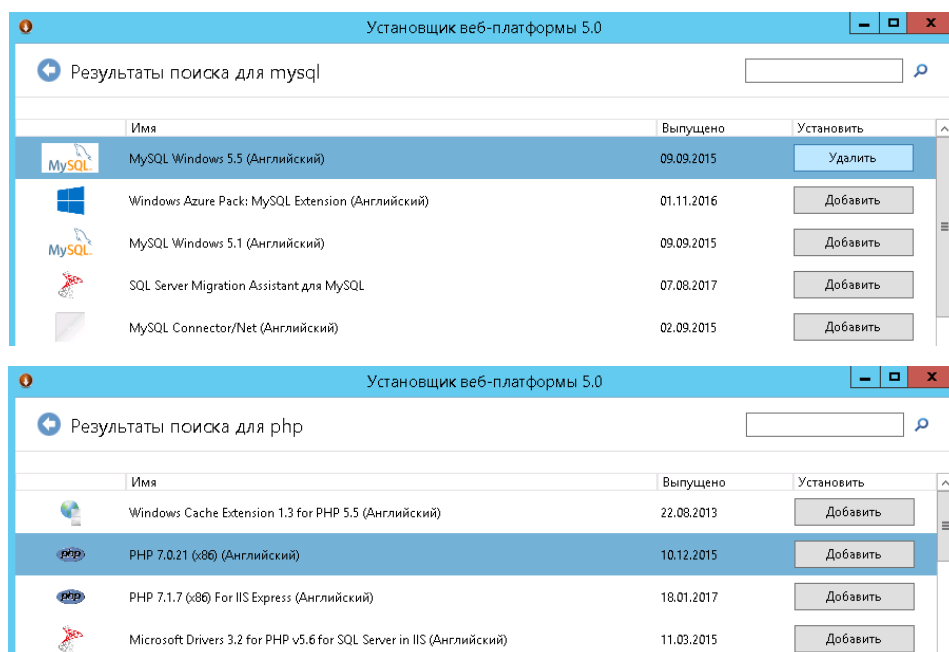 Установщик веб-платформы 5.0
Результаты поиска для mysql
Имя Выпущено Установить
MySQL MySQL Windows 5.5 (Английский) 09.09.2015 Удалить
Windows Azure Pack: MySQL Extension (Английский) 01.11.2016 Добавить
MySQL MySQL Windows 5.1 (Английский) 09.09.2015 Добавить
SQL Server Migration Assistant для MySQL 07.08.2017 Добавить
MySQL Connector/Net (Английский) 02.09.2015 Добавить
Установщик веб-платформы 5.0
Результаты поиска для php
Имя Выпущено Установить
Windows Cache Extension 1.3 for PHP 5.5 (Английский) 22.08.2013 Добавить
php PHP 7.0.21 (x86) (Английский) 10.12.2015 Добавить
php PHP 7.1.7 (x86) For IIS Express (Английский) 18.01.2017 Добавить
Microsoft Drivers 3.2 for PHP v5.6 for SQL Server in IIS (Английский) 11.03.2015 Добавить